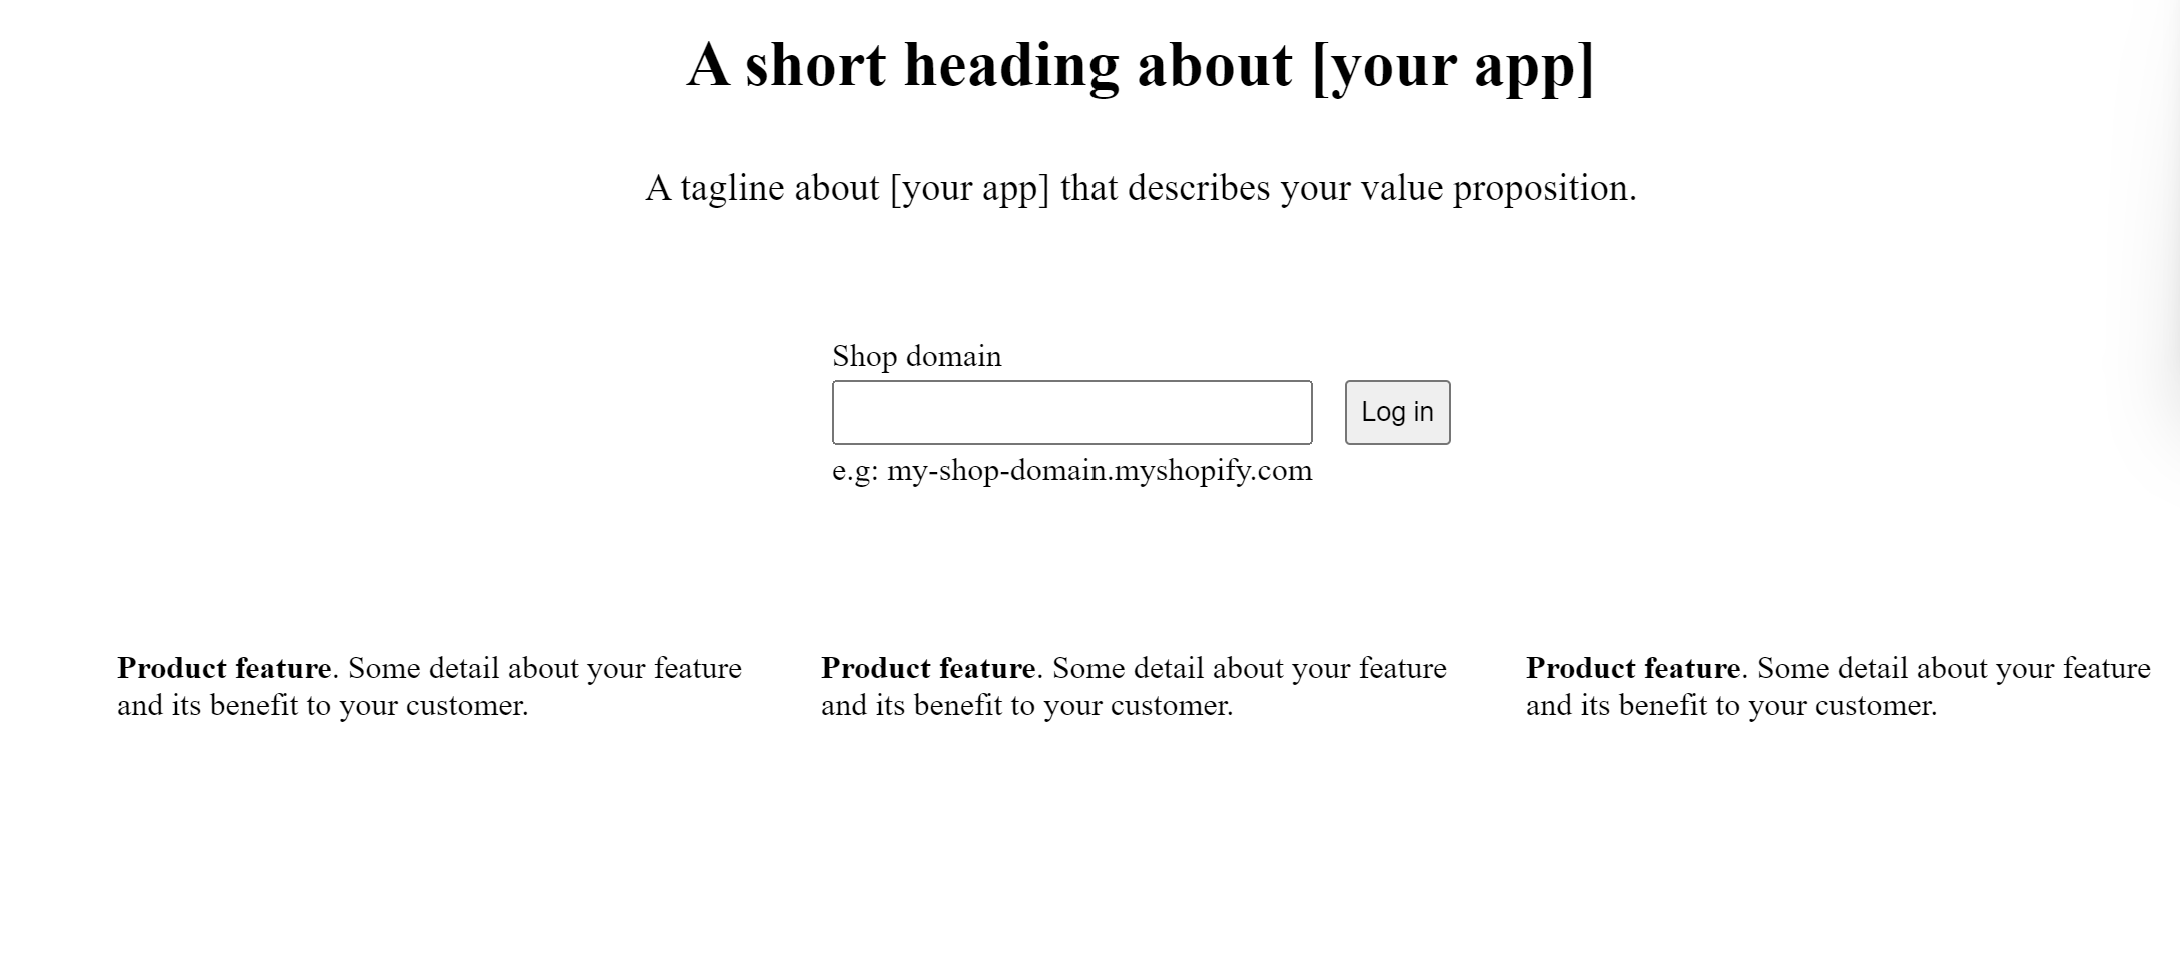 A short heading about [your app]
A tagline about [your app] that describes your value proposition.
Shop domain
Log in
e.g: my-shop-domain.myshopify.com
Product feature. Some detail about your feature
and its benefit to your customer.
Product feature. Some detail about your feature
and its benefit to your customer.
Product feature. Some detail about your feature
and its benefit to your customer.